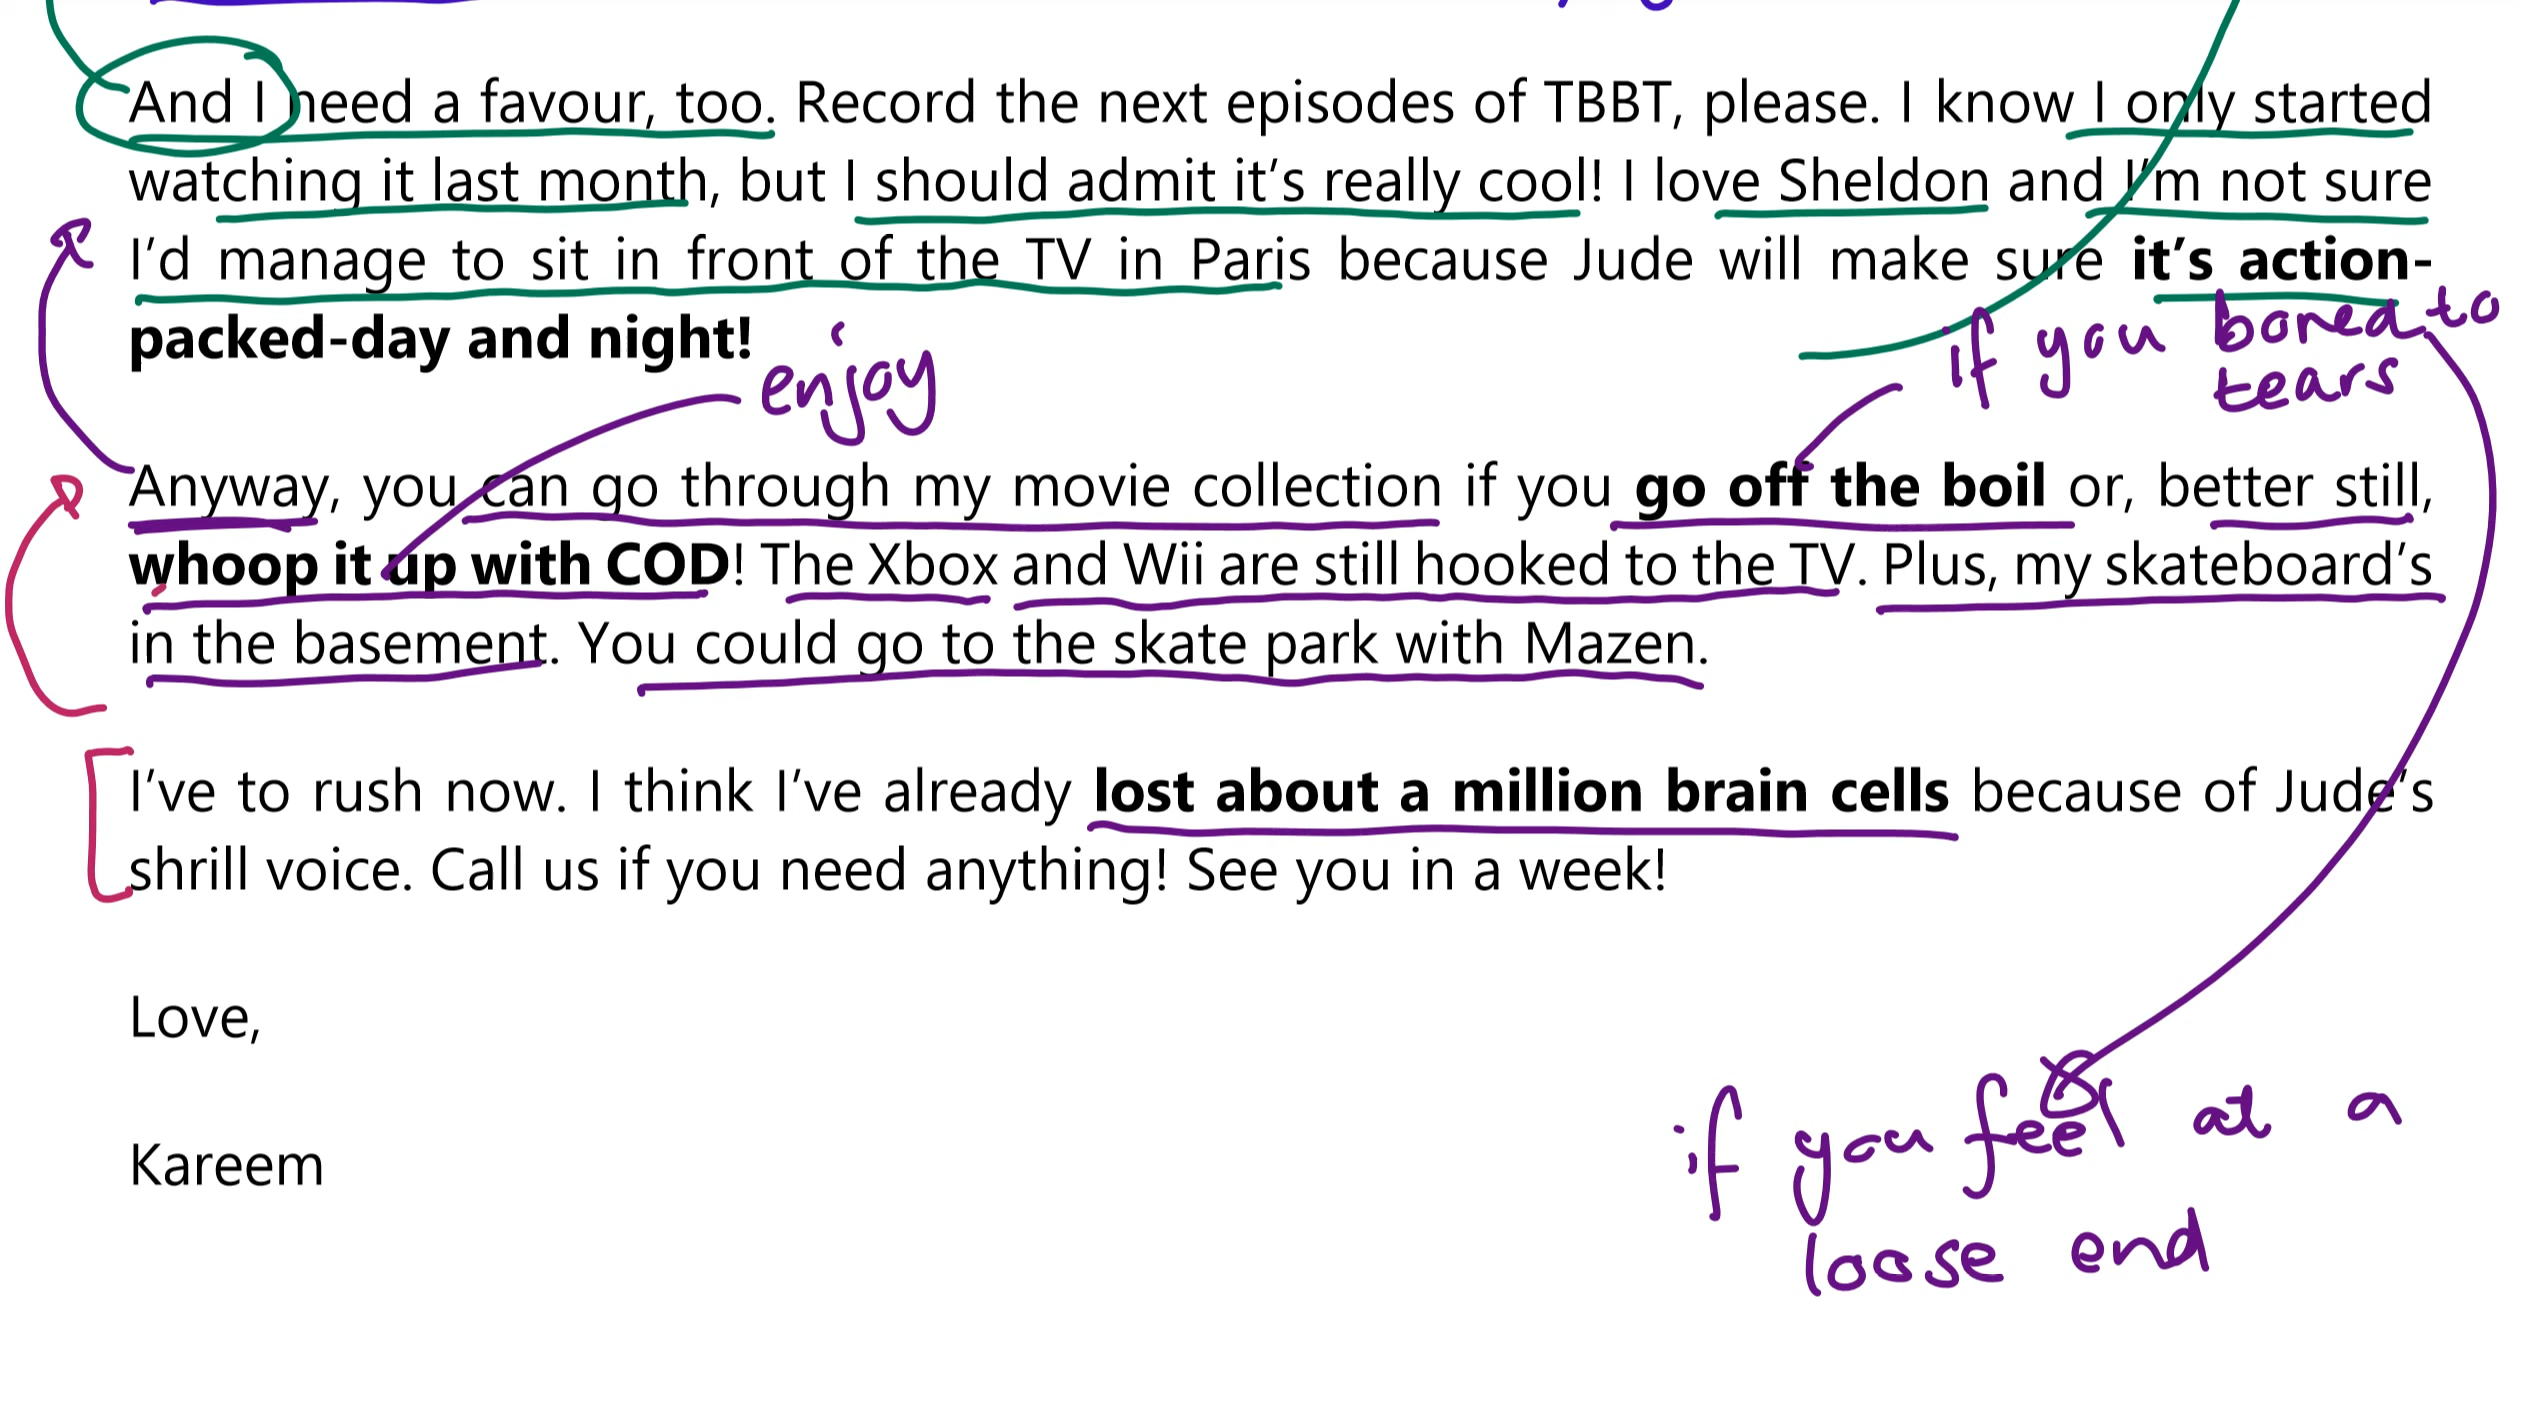 And I need a favour, too. Record the next episodes of TBBT, please. I know I only started
watching it last month, but I should admit it’s really cool! I love Sheldon and I’m not sure
I’d manage to sit in front of the TV in Paris because Jude will make sure it’s action-
packed-day and night!
enjoy
if you bored to
tears
Anyway, you can go through my movie collection if you go off the boil or, better still,
whoop it up with COD! The Xbox and Wii are still hooked to the TV. Plus, my skateboard’s
in the basement. You could go to the skate park with Mazen.
I’ve to rush now. I think I’ve already lost about a million brain cells because of Jude’s
shrill voice. Call us if you need anything! See you in a week!
Love,
Kareem
if you feel at a
loose end